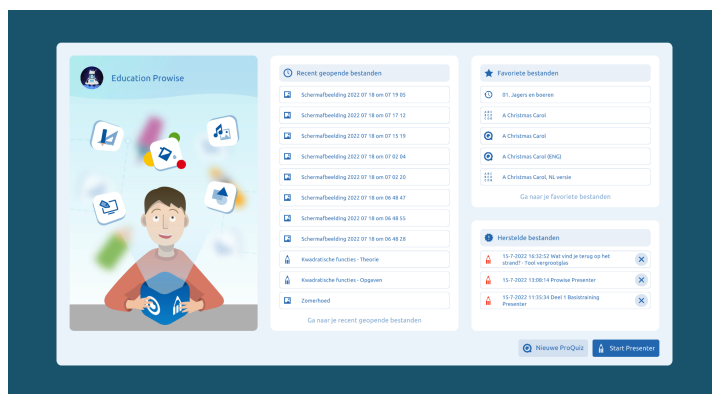 Education Prowise
Recent geopende bestanden
Schermafbeelding 2022 07 18 om 07 19 05
Schermafbeelding 2022 07 18 om 07 17 12
Schermafbeelding 2022 07 18 om 07 15 19
Schermafbeelding 2022 07 18 om 07 02 04
Schermafbeelding 2022 07 18 om 07 02 20
Schermafbeelding 2022 07 18 om 06 48 47
Schermafbeelding 2022 07 18 om 06 48 55
Schermafbeelding 2022 07 18 om 06 48 28
Kwadratische functies - Theorie
Kwadratische functies - Opgaven
Zomerhoed
Ga naar je recent geopende bestanden
Favoriete bestanden
01. Jagers en boeren
A Christmas Carol
A Christmas Carol
A Christmas Carol (ENG)
A Christmas Carol, NL versie
Ga naar je favoriete bestanden
Herstelde bestanden
15-7-2022 16:32:52 Wat vind je terug op het
strand? - Tool vergrootglas
15-7-2022 13:08:14 Prowise Presenter
15-7-2022 11:35:34 Deel 1 Basistraining
Presenter
Nieuwe ProQuiz
Start Presenter